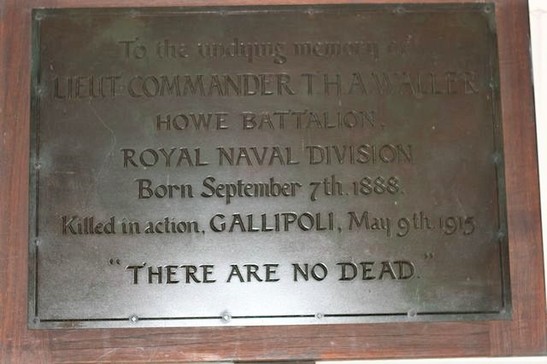 To the undying memory of
LIEUT. COMMANDER T.H.A. WALLER
HOWE BATTALION,
ROYAL NAVAL DIVISION
Born September 7th. 1888.
Killed in action, GALLIPOLI, May 9th. 1915
"THERE ARE NO DEAD."